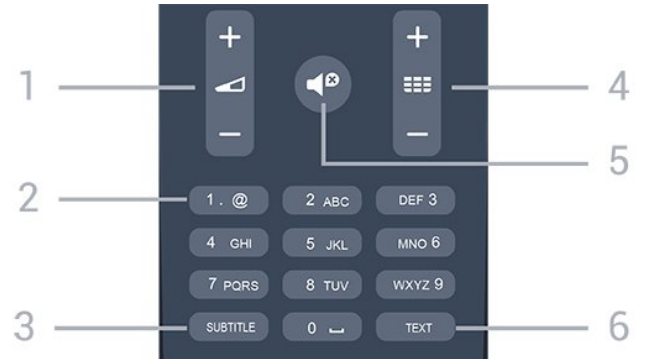 + +
1 4
− − 5
2 1 . @ 2 ABC DEF 3
4 GHI 5 JKL MNO 6
7 PQRS 8 TUV WXYZ 9
3 SUBTITLE 0 ⎵ TEXT 6